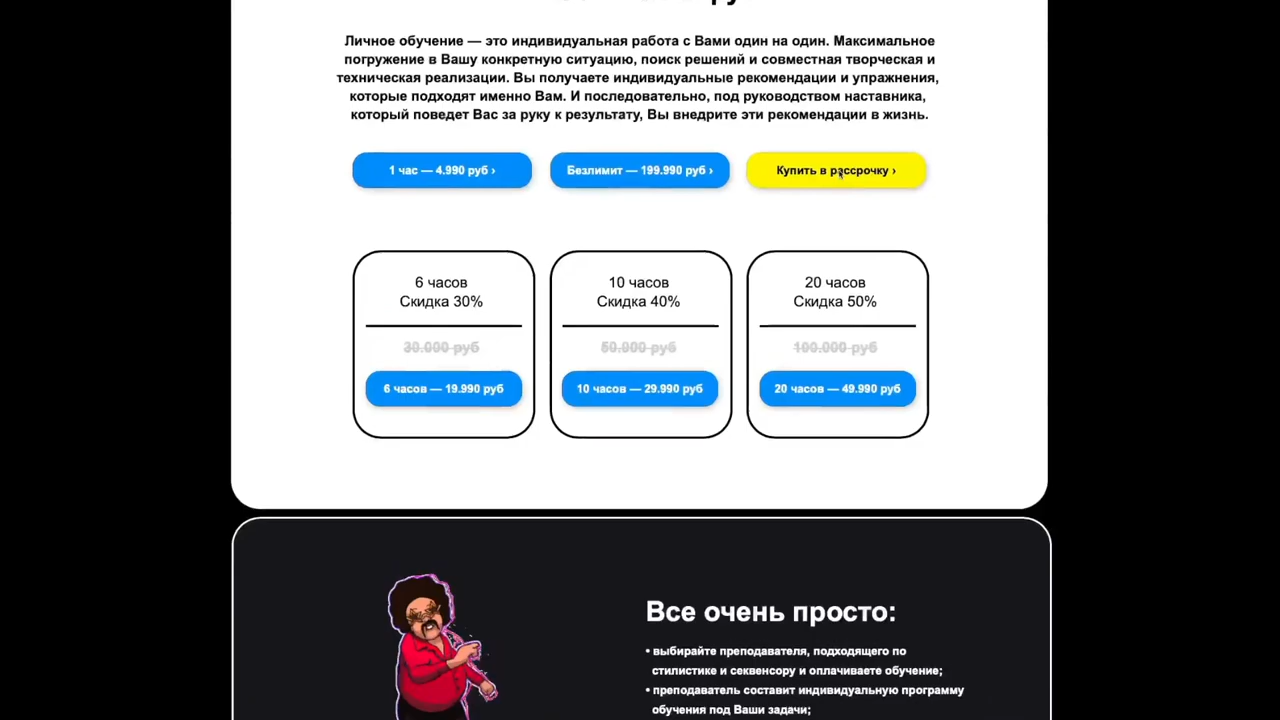 Личное обучение — это индивидуальная работа с Вами один на один. Максимальное
погружение в Вашу конкретную ситуацию, поиск решений и совместная творческая и
техническая реализации. Вы получаете индивидуальные рекомендации и упражнения,
которые подходят именно Вам. И последовательно, под руководством наставника,
который поведет Вас за руку к результату, Вы внедрите эти рекомендации в жизнь.
1 час — 4.990 руб ›
Безлимит — 199.990 руб ›
Купить в рассрочку ›
6 часов
Скидка 30%
30.000 руб
6 часов — 19.990 руб
10 часов
Скидка 40%
50.000 руб
10 часов — 29.990 руб
20 часов
Скидка 50%
100.000 руб
20 часов — 49.990 руб
Все очень просто:
• выбирайте преподавателя, подходящего по
стилистике и секвенсору и оплачиваете обучение;
• преподаватель составит индивидуальную программу
обучения под Ваши задачи;